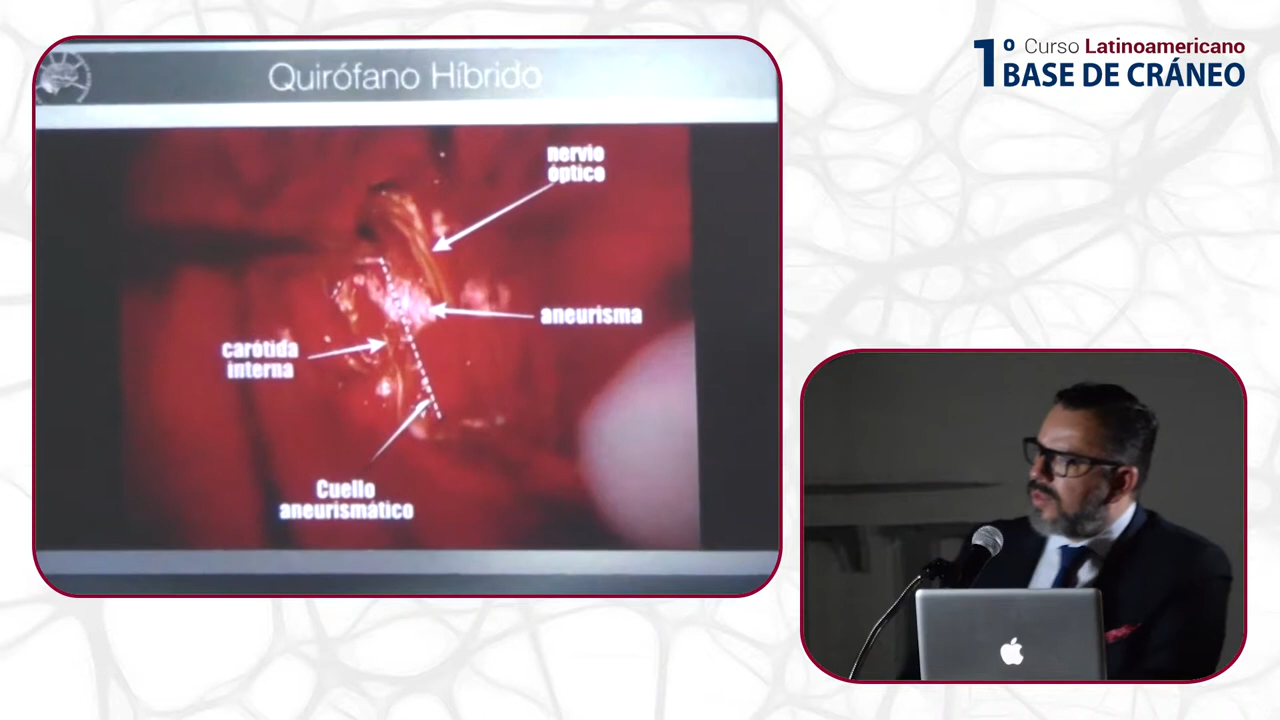 Quirófano Híbrido
nervio
óptico
aneurisma
carótida
interna
Cuello
aneurismático
1º Curso Latinoamericano
BASE DE CRÁNEO